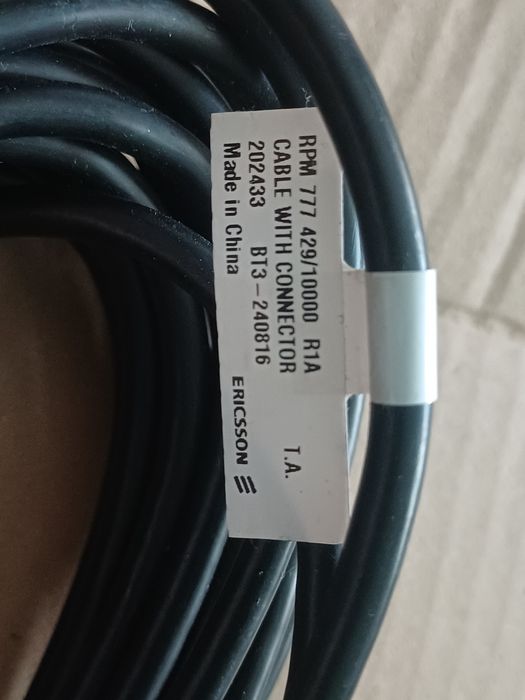 RPM 777 429/10000 R1A
CABLE WITH CONNECTOR T.A.
202433 BT3-240816
Made in China ERICSSON